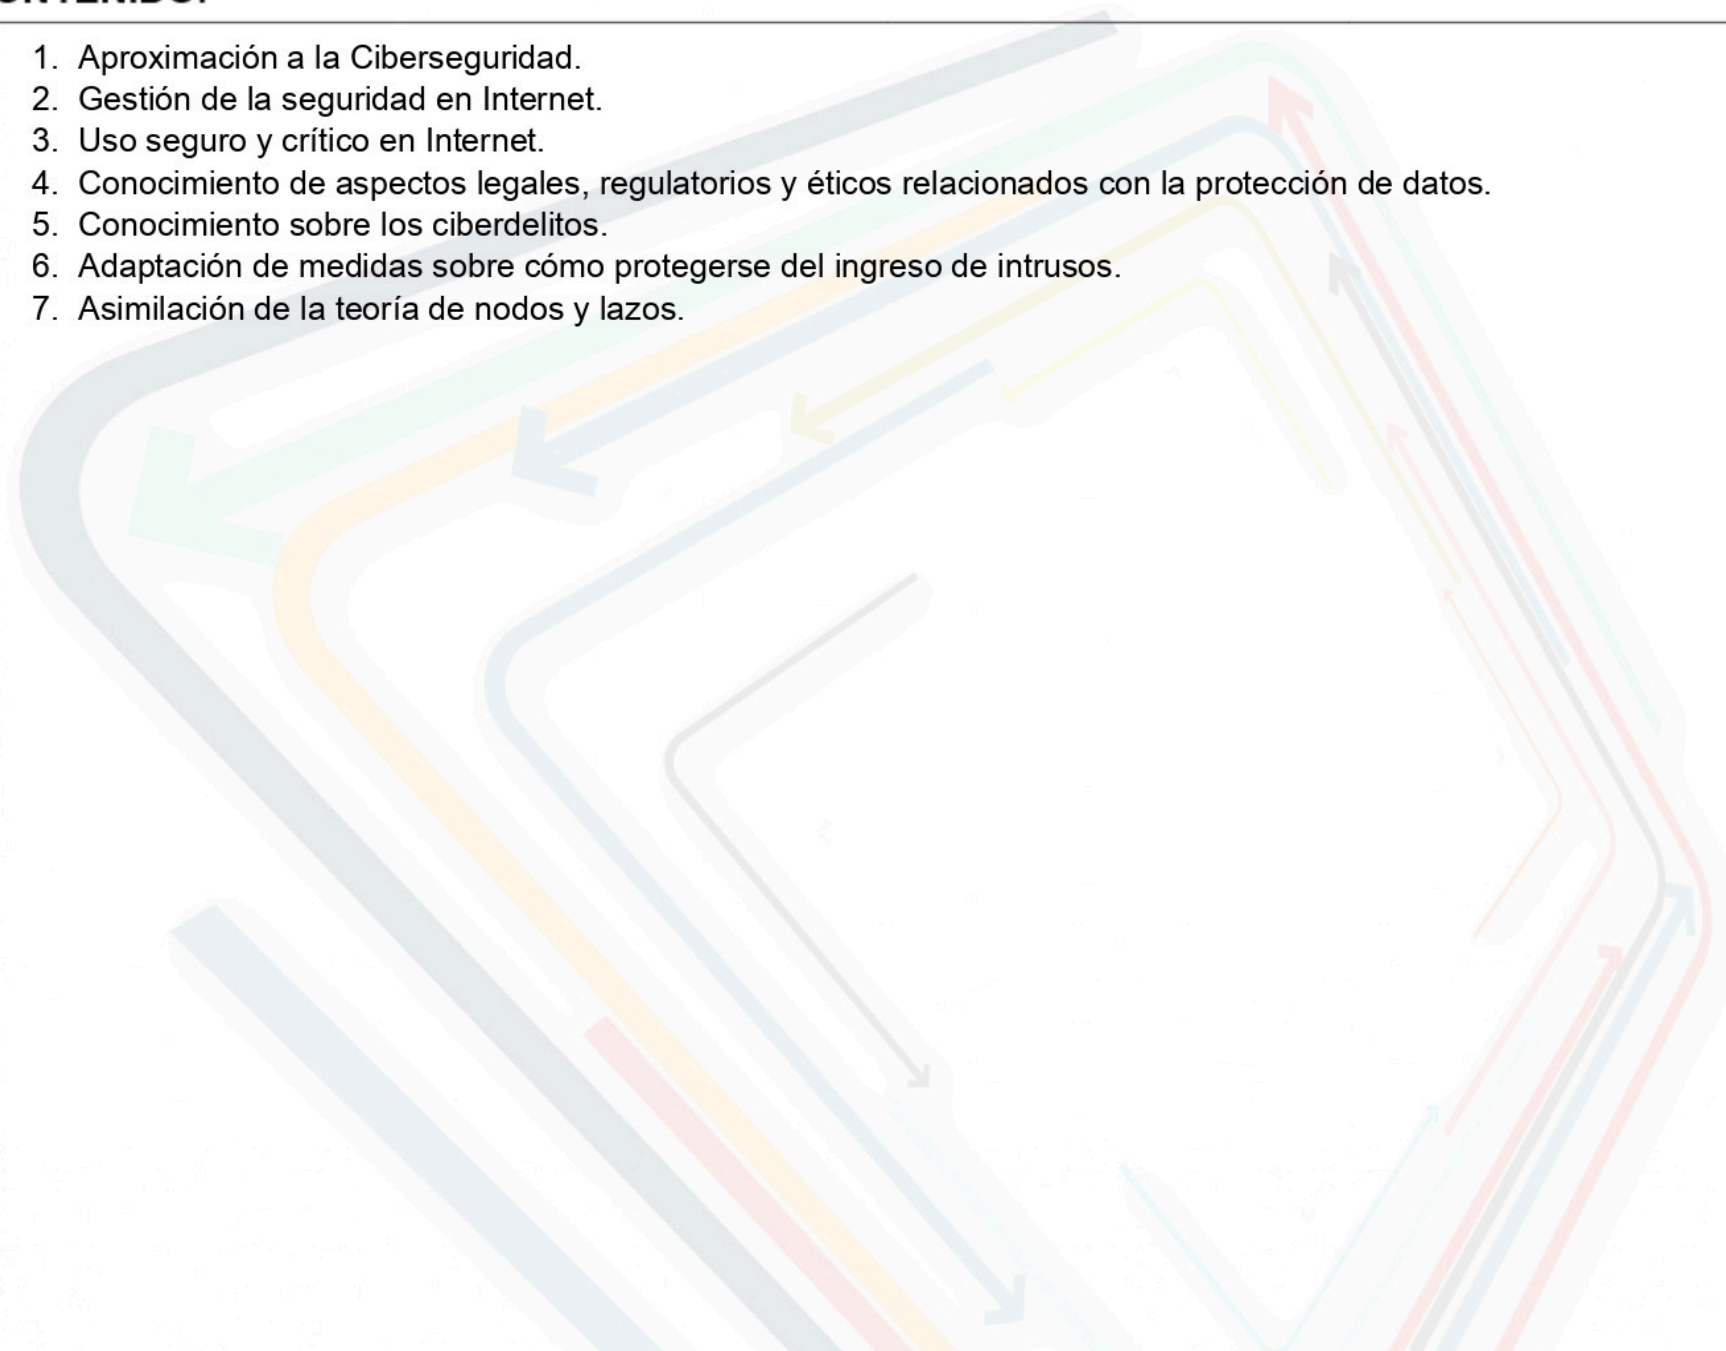 1. Aproximación a la Ciberseguridad.
2. Gestión de la seguridad en Internet.
3. Uso seguro y crítico en Internet.
4. Conocimiento de aspectos legales, regulatorios y éticos relacionados con la protección de datos.
5. Conocimiento sobre los ciberdelitos.
6. Adaptación de medidas sobre cómo protegerse del ingreso de intrusos.
7. Asimilación de la teoría de nodos y lazos.